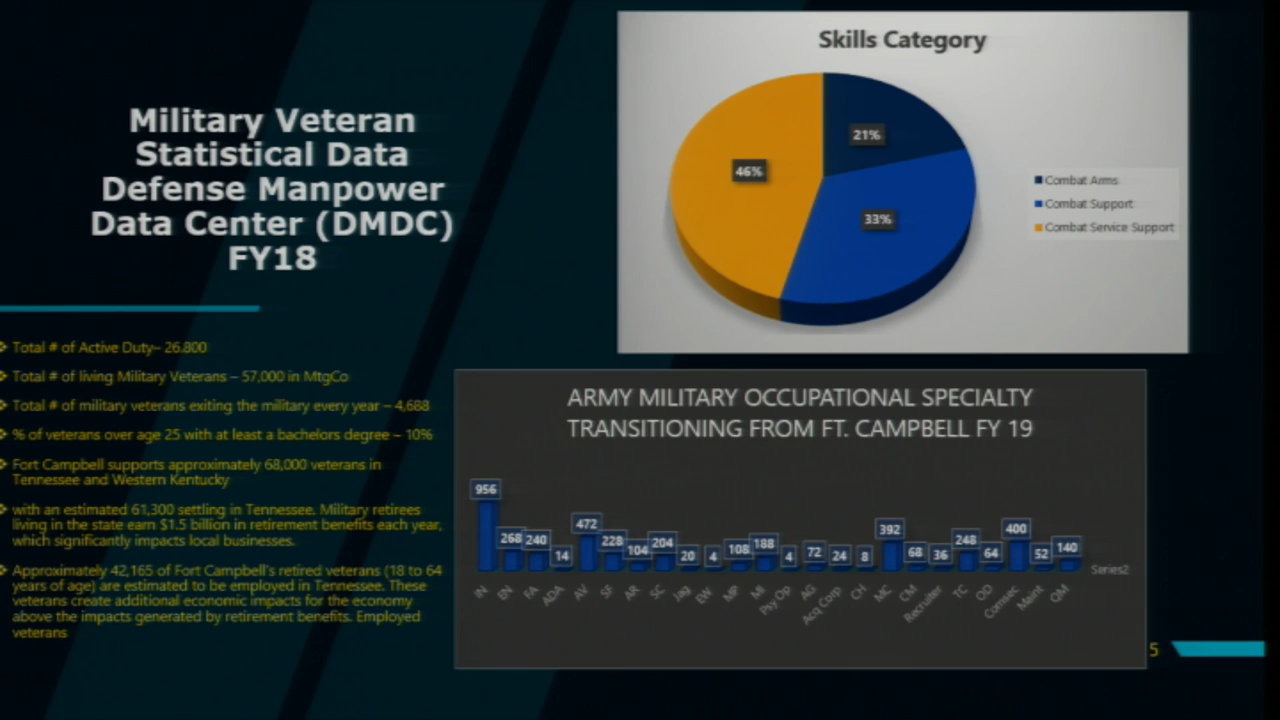 Military Veteran
Statistical Data
Defense Manpower
Data Center (DMDC)
FY18
Total # of Active Duty– 26.800
Total # of living Military Veterans – 57,000 in MtgCo
Total # of military veterans exiting the military every year – 4,688
% of veterans over age 25 with at least a bachelors degree – 10%
Fort Campbell supports approximately 68,000 veterans in
Tennessee and Western Kentucky
with an estimated 61,300 settling in Tennessee. Military retirees
living in the state earn $1.5 billion in retirement benefits each year,
which significantly impacts local businesses.
Approximately 42,165 of Fort Campbell's retired veterans (18 to 64
years of age) are estimated to be employed in Tennessee. These
veterans create additional economic impacts for the economy
above the impacts generated by retirement benefits. Employed
veterans
Skills Category
21%
46%
33%
Combat Arms
Combat Support
Combat Service Support
ARMY MILITARY OCCUPATIONAL SPECIALTY
TRANSITIONING FROM FT. CAMPBELL FY 19
956 268 240 14 472 228 104 204 20 4 108 188 4 72 24 8 392 68 36 248 64 400 52 140
IN EN FA ADA AV SF AR SC Jag EW MP MI Psy Op AG Acq Corp CH MC CM Recruiter TC OD Comsec Maint QM
Series2
5